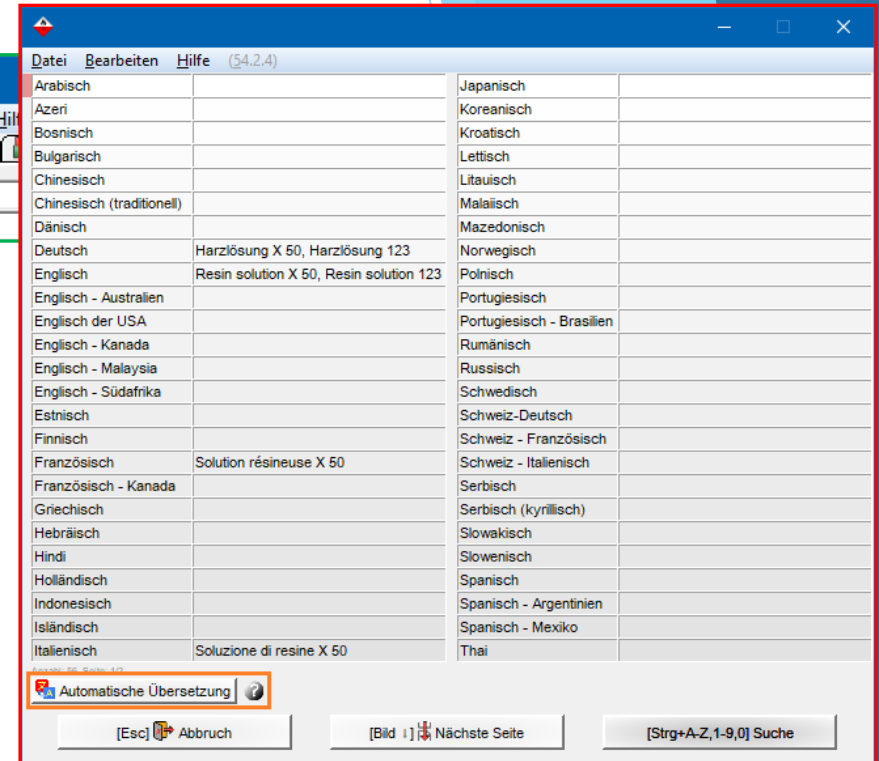 Datei Bearbeiten Hilfe (54.2.4)
Hilf
Arabisch
Azeri
Bosnisch
Bulgarisch
Chinesisch
Chinesisch (traditionell)
Dänisch
Deutsch Harzlösung X 50, Harzlösung 123
Englisch Resin solution X 50, Resin solution 123
Englisch - Australien
Englisch der USA
Englisch - Kanada
Englisch - Malaysia
Englisch - Südafrika
Estnisch
Finnisch
Französisch Solution résineuse X 50
Französisch - Kanada
Griechisch
Hebräisch
Hindi
Holländisch
Indonesisch
Isländisch
Italienisch Soluzione di resine X 50
Japanisch
Koreanisch
Kroatisch
Lettisch
Litauisch
Malaiisch
Mazedonisch
Norwegisch
Polnisch
Portugiesisch
Portugiesisch - Brasilien
Rumänisch
Russisch
Schwedisch
Schweiz-Deutsch
Schweiz - Französisch
Schweiz - Italienisch
Serbisch
Serbisch (kyrillisch)
Slowakisch
Slowenisch
Spanisch
Spanisch - Argentinien
Spanisch - Mexiko
Thai
Automatische Übersetzung
[Esc] Abbruch
[Bild ↓] Nächste Seite
[Strg+A-Z,1-9,0] Suche